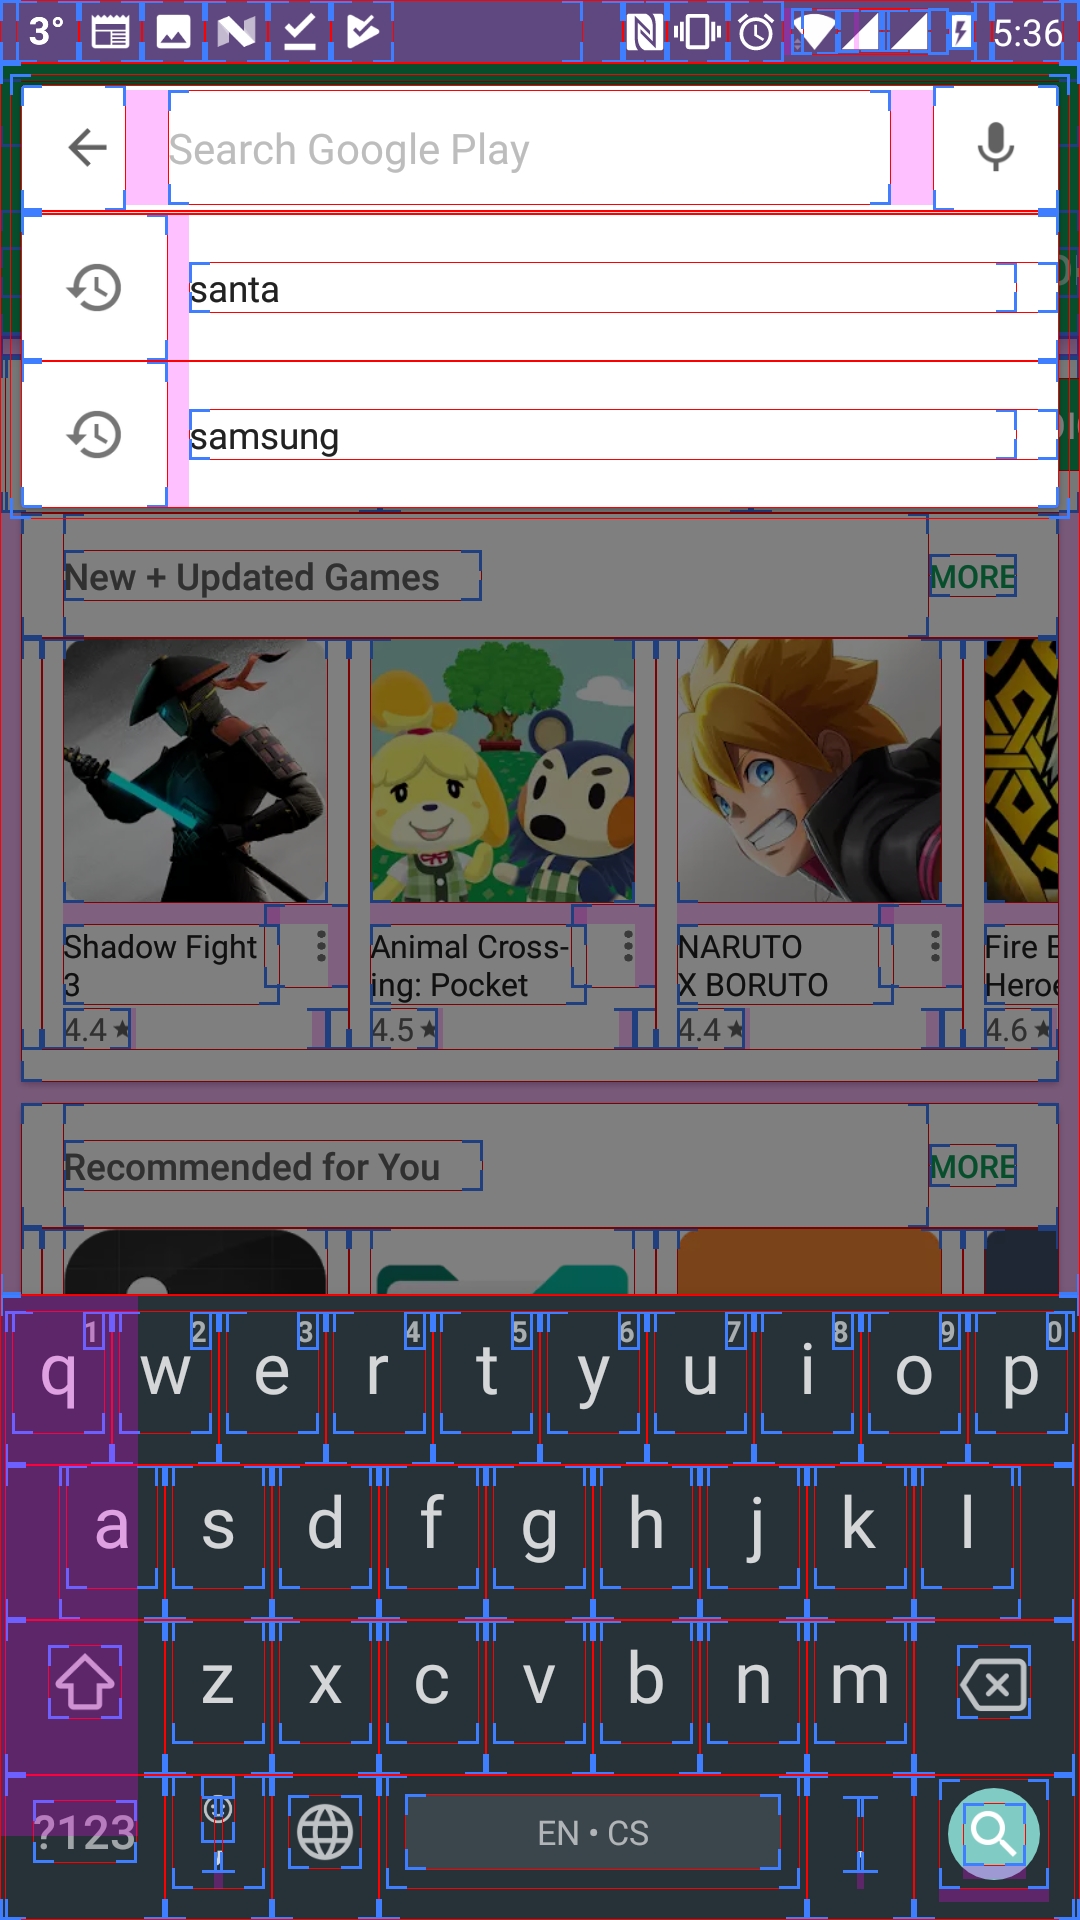 3° 5:36
Search Google Play
santa
samsung
New + Updated Games MORE
Shadow Fight
3
4.4
Animal Cross-
ing: Pocket
4.5
NARUTO
X BORUTO
4.4
Fire E
Heroe
4.6
Recommended for You MORE
1 2 3 4 5 6 7 8 9 0
q w e r t y u i o p
a s d f g h j k l
z x c v b n m
?123 EN • CS